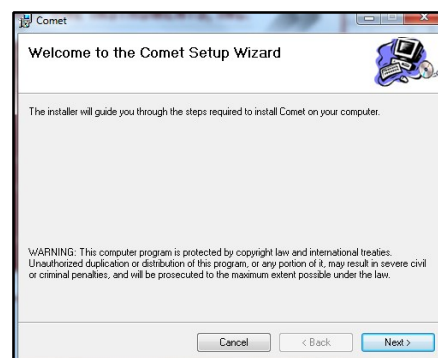 Comet
Welcome to the Comet Setup Wizard
The installer will guide you through the steps required to install Comet on your computer.
WARNING: This computer program is protected by copyright law and international treaties.
Unauthorized duplication or distribution of this program, or any portion of it, may result in severe civil
or criminal penalties, and will be prosecuted to the maximum extent possible under the law.
Cancel
< Back
Next >